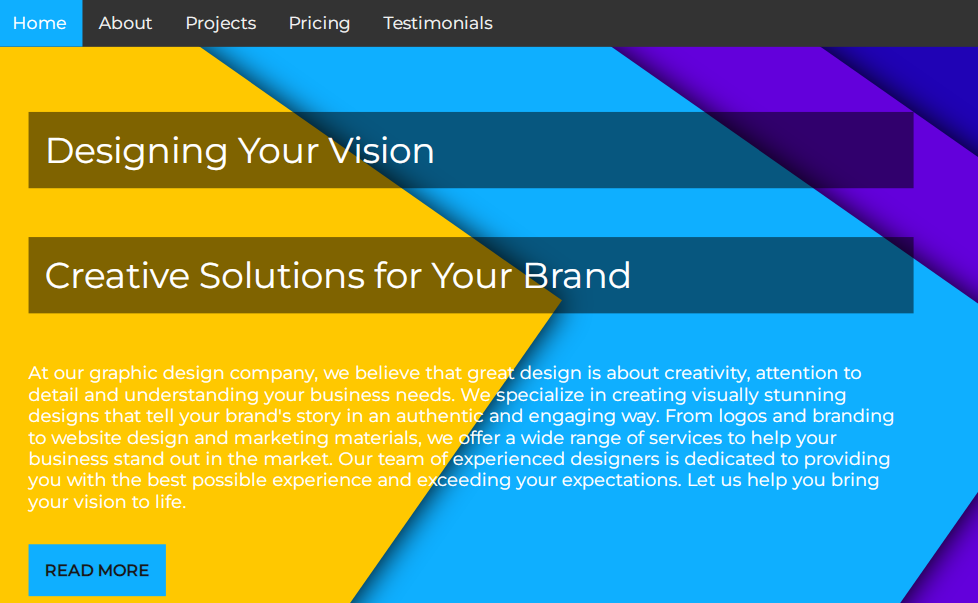 Home About Projects Pricing Testimonials
Designing Your Vision
Creative Solutions for Your Brand
At our graphic design company, we believe that great design is about creativity, attention to
detail and understanding your business needs. We specialize in creating visually stunning
designs that tell your brand's story in an authentic and engaging way. From logos and branding
to website design and marketing materials, we offer a wide range of services to help your
business stand out in the market. Our team of experienced designers is dedicated to providing
you with the best possible experience and exceeding your expectations. Let us help you bring
your vision to life.
READ MORE